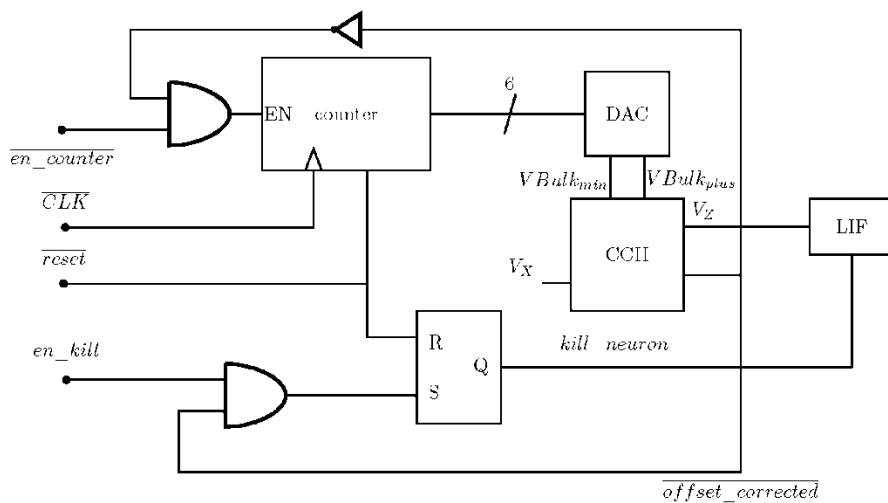 6
EN counter
DAC
en_counter
VBulk_min VBulk_plus
CLK
V_Z
LIF
CCII
reset
V_X
en_kill
R
kill neuron
Q
S
offset_corrected